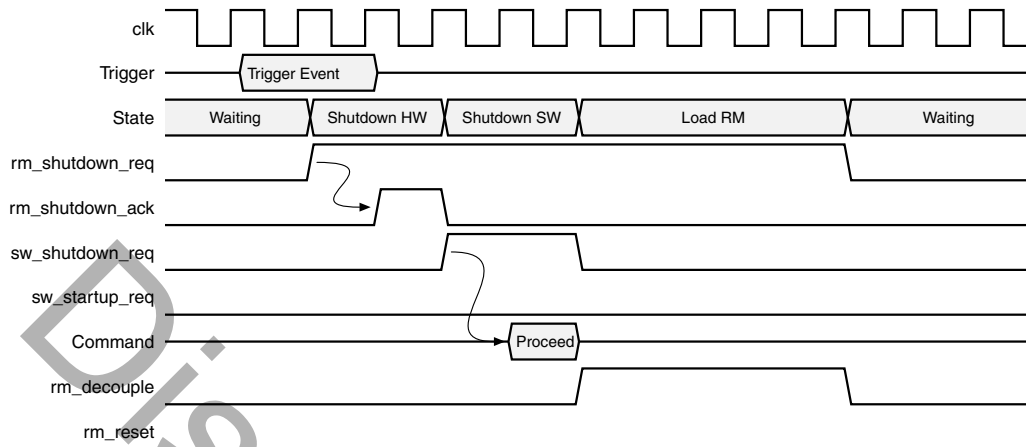 clk
Trigger Trigger Event
State Waiting Shutdown HW Shutdown SW Load RM Waiting
rm_shutdown_req
rm_shutdown_ack
sw_shutdown_req
sw_startup_req
Command Proceed
rm_decouple
rm_reset